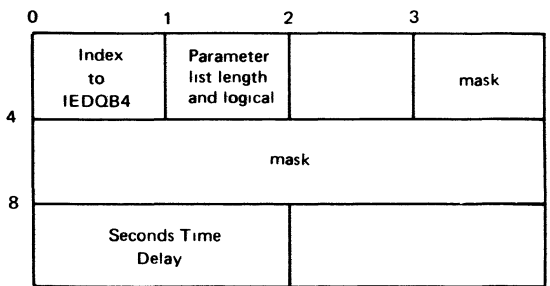 0 1 2 3
Index
to
IEDQB4
Parameter
list length
and logical
mask
4
mask
8
Seconds Time
Delay